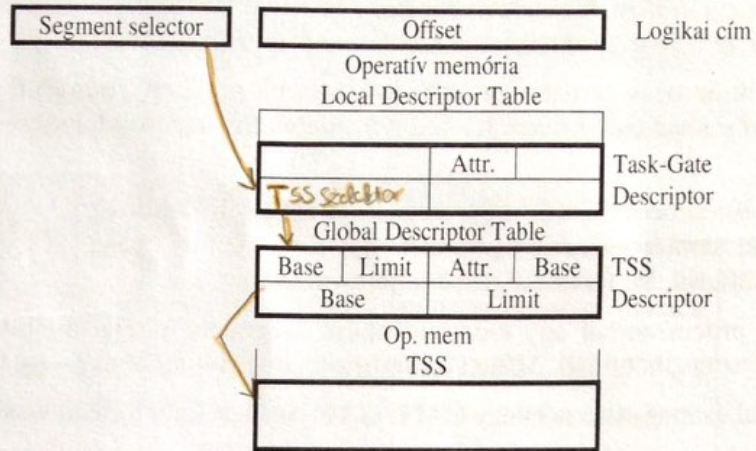 Segment selector Offset Logikai cím
Operatív memória
Local Descriptor Table
Attr. Task-Gate
TSS Szelektor Descriptor
Global Descriptor Table
Base Limit Attr. Base TSS
Base Limit Descriptor
Op. mem
TSS